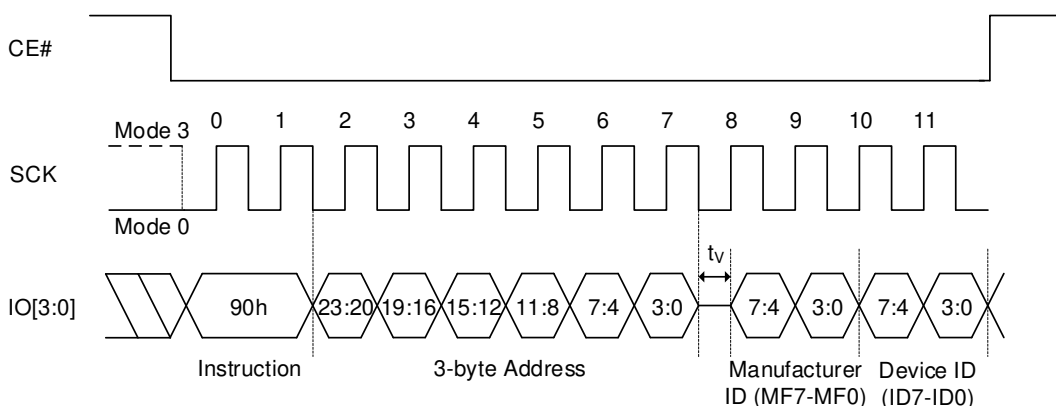 CE#
0 1 2 3 4 5 6 7 8 9 10 11
Mode 3
SCK
Mode 0
tV
IO[3:0] 90h 23:20 19:16 15:12 11:8 7:4 3:0 7:4 3:0 7:4 3:0
Instruction 3-byte Address Manufacturer Device ID
ID (MF7-MF0) (ID7-ID0)